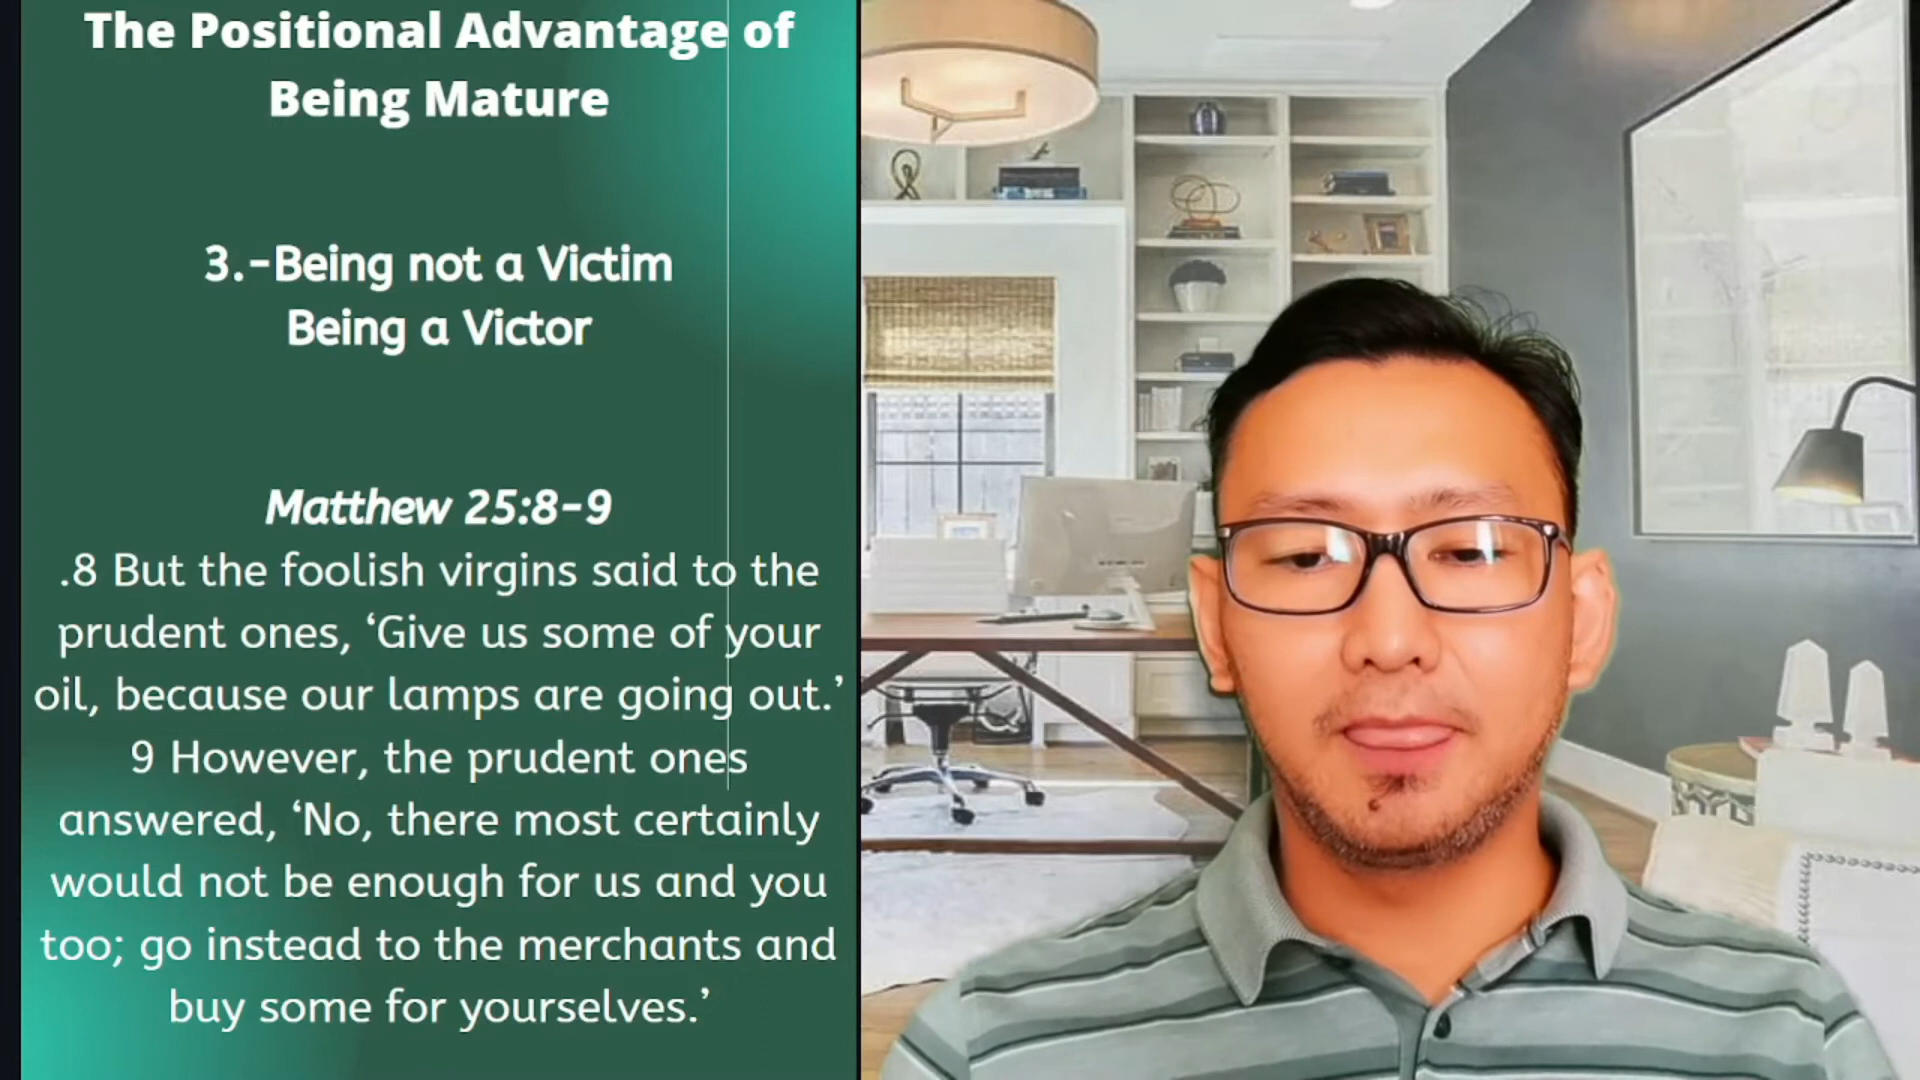 The Positional Advantage of
Being Mature
3.-Being not a Victim
Being a Victor
Matthew 25:8-9
.8 But the foolish virgins said to the
prudent ones, ‘Give us some of your
oil, because our lamps are going out.’
9 However, the prudent ones
answered, ‘No, there most certainly
would not be enough for us and you
too; go instead to the merchants and
buy some for yourselves.’